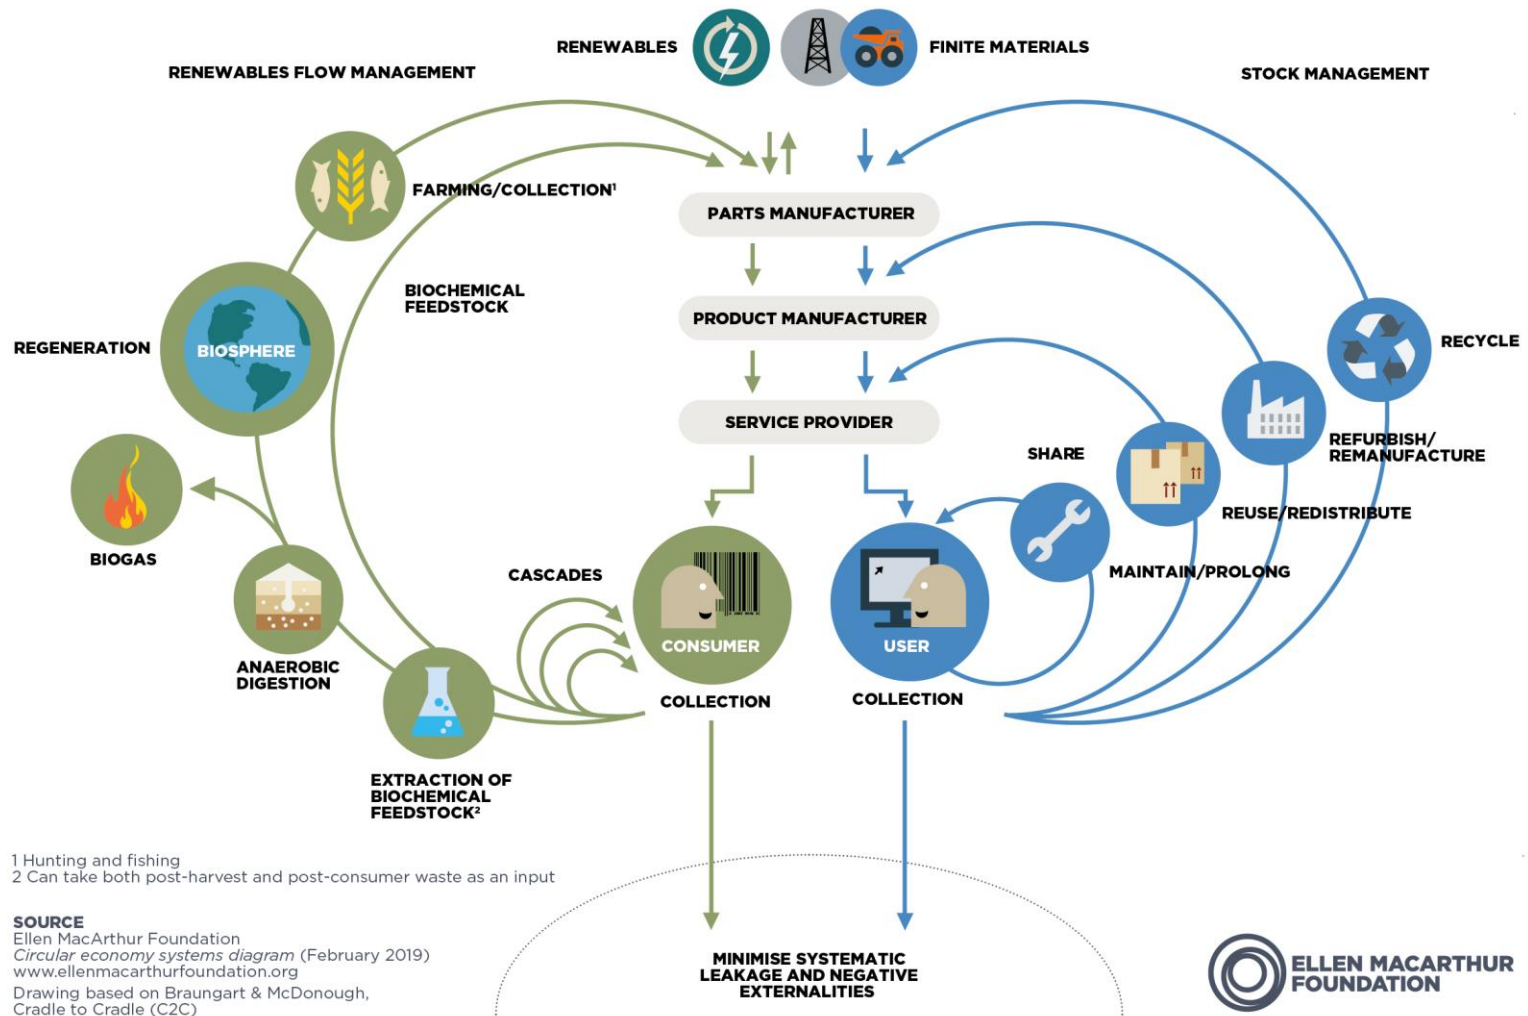 RENEWABLES
FINITE MATERIALS
RENEWABLES FLOW MANAGEMENT
STOCK MANAGEMENT
FARMING/COLLECTION¹
PARTS MANUFACTURER
BIOCHEMICAL
FEEDSTOCK
PRODUCT MANUFACTURER
REGENERATION
BIOSPHERE
RECYCLE
SERVICE PROVIDER
REFURBISH/
REMANUFACTURE
SHARE
REUSE/REDISTRIBUTE
BIOGAS
MAINTAIN/PROLONG
CASCADES
CONSUMER
USER
ANAEROBIC
DIGESTION
COLLECTION
COLLECTION
EXTRACTION OF
BIOCHEMICAL
FEEDSTOCK²
1 Hunting and fishing
2 Can take both post-harvest and post-consumer waste as an input
SOURCE
Ellen MacArthur Foundation
Circular economy systems diagram (February 2019)
www.ellenmacarthurfoundation.org
Drawing based on Braungart & McDonough,
Cradle to Cradle (C2C)
MINIMISE SYSTEMATIC
LEAKAGE AND NEGATIVE
EXTERNALITIES
ELLEN MACARTHUR
FOUNDATION